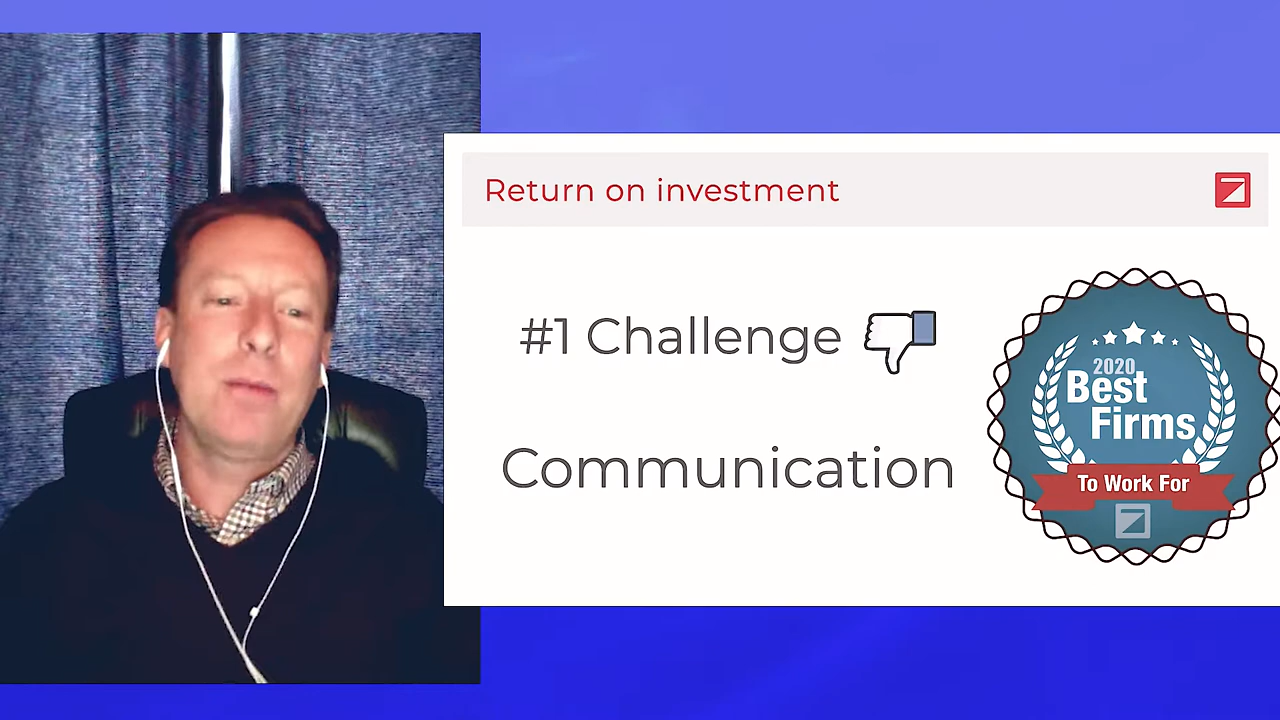 Return on investment
#1 Challenge
Communication
2020
Best
Firms
To Work For